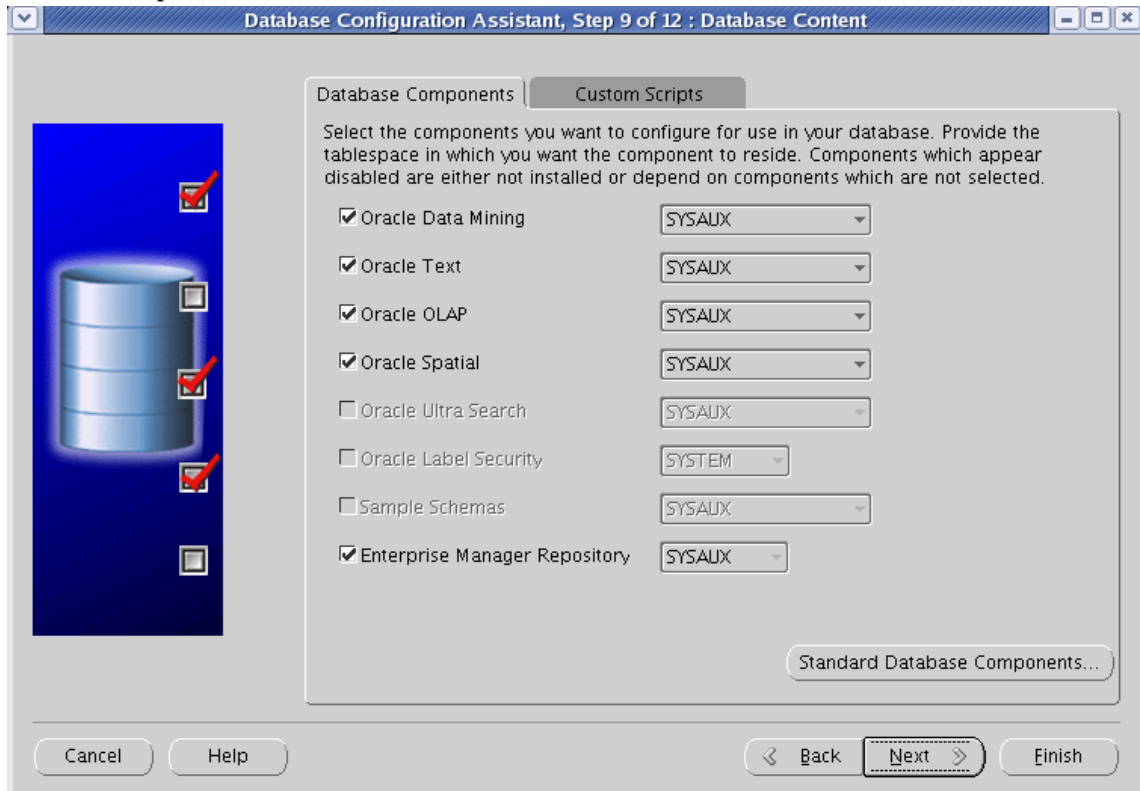 Database Configuration Assistant, Step 9 of 12 : Database Content
Database Components
Custom Scripts
Select the components you want to configure for use in your database. Provide the
tablespace in which you want the component to reside. Components which appear
disabled are either not installed or depend on components which are not selected.
Oracle Data Mining SYSAUX
Oracle Text SYSAUX
Oracle OLAP SYSAUX
Oracle Spatial SYSAUX
Oracle Ultra Search SYSAUX
Oracle Label Security SYSTEM
Sample Schemas SYSAUX
Enterprise Manager Repository SYSAUX
Standard Database Components...
Cancel Help Back Next Finish